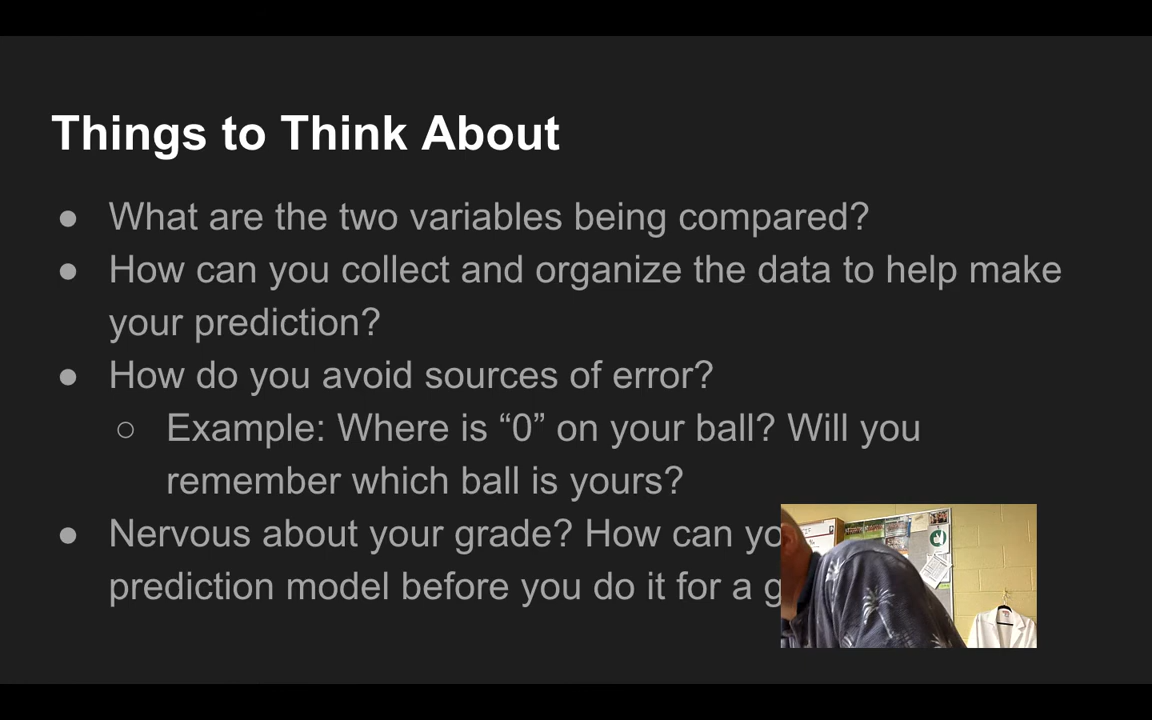 Things to Think About
● What are the two variables being compared?
● How can you collect and organize the data to help make
your prediction?
● How do you avoid sources of error?
○ Example: Where is “0” on your ball? Will you
remember which ball is yours?
● Nervous about your grade? How can
prediction model before you do it for a